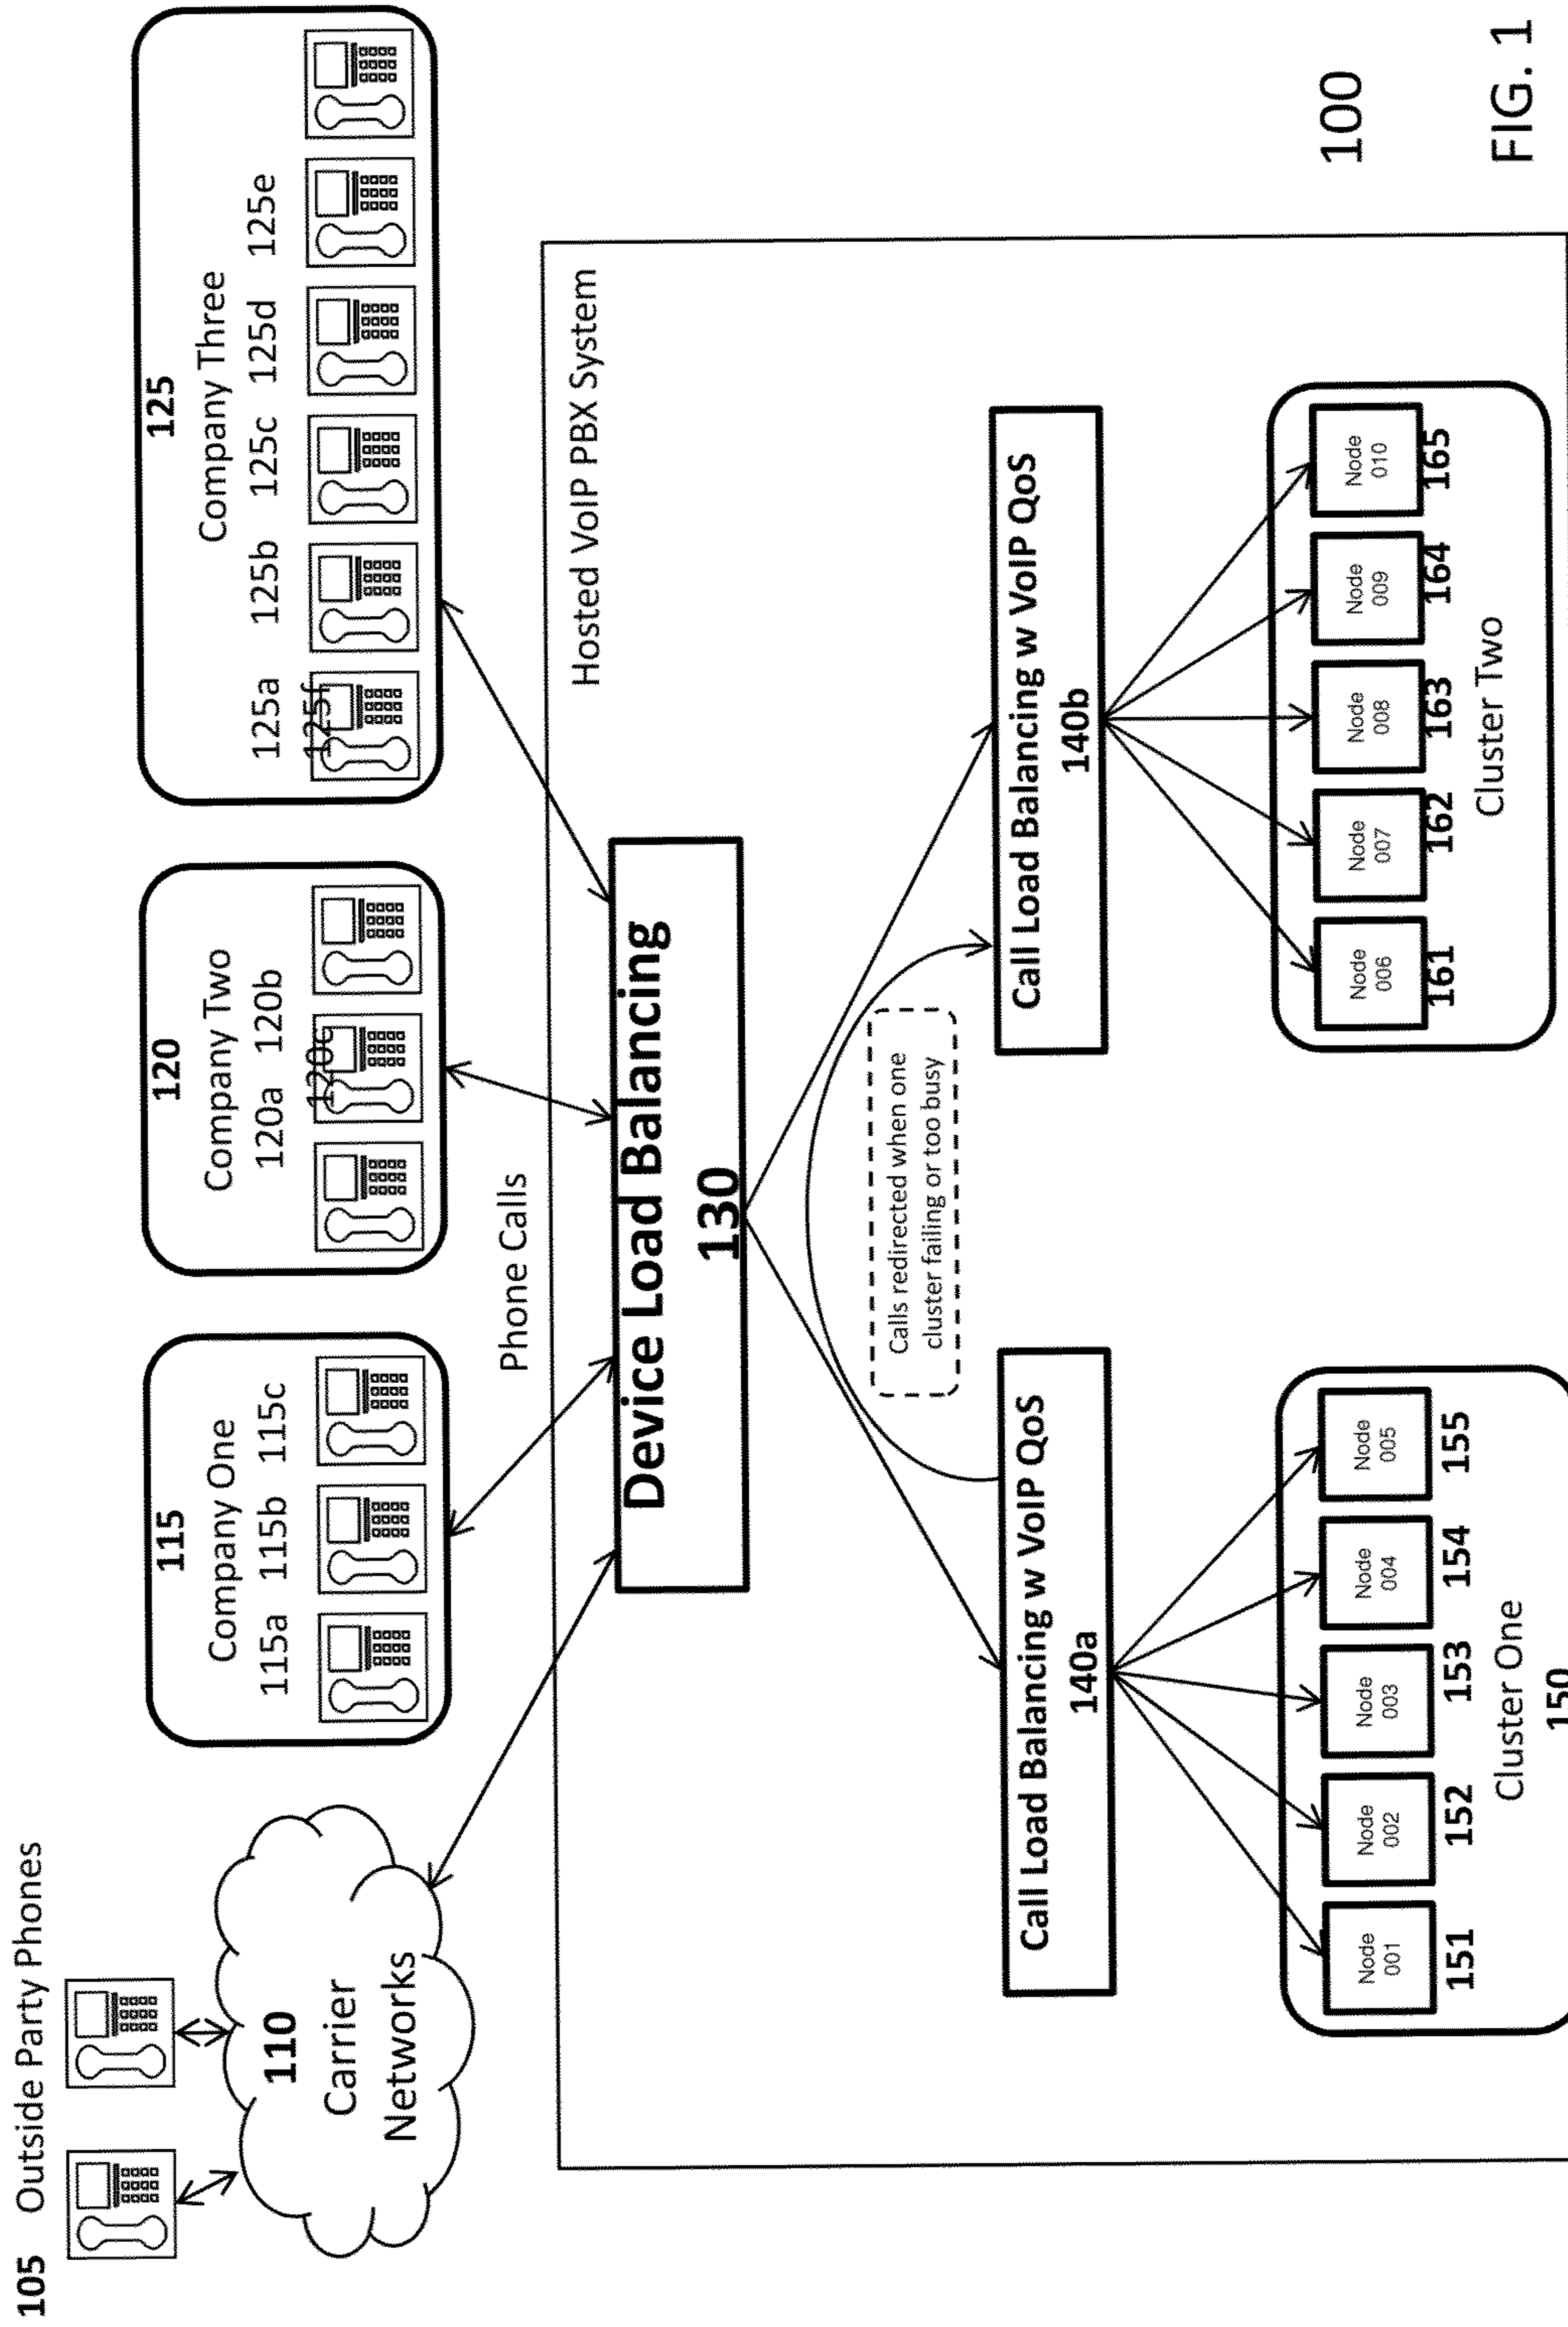 105 Outside Party Phones
110
Carrier
Networks
115
Company One
115a 115b 115c
120
Company Two
120a 120b
120c
125
Company Three
125a 125b 125c 125d 125e
125f
Phone Calls
Hosted VoIP PBX System
Device Load Balancing
130
Calls redirected when one
cluster failing or too busy
Call Load Balancing w VoIP QoS
140a
Call Load Balancing w VoIP QoS
140b
Node
001
Node
002
Node
003
Node
004
Node
005
151 152 153 154 155
Cluster One
150
Node
006
Node
007
Node
008
Node
009
Node
010
161 162 163 164 165
Cluster Two
100
FIG. 1